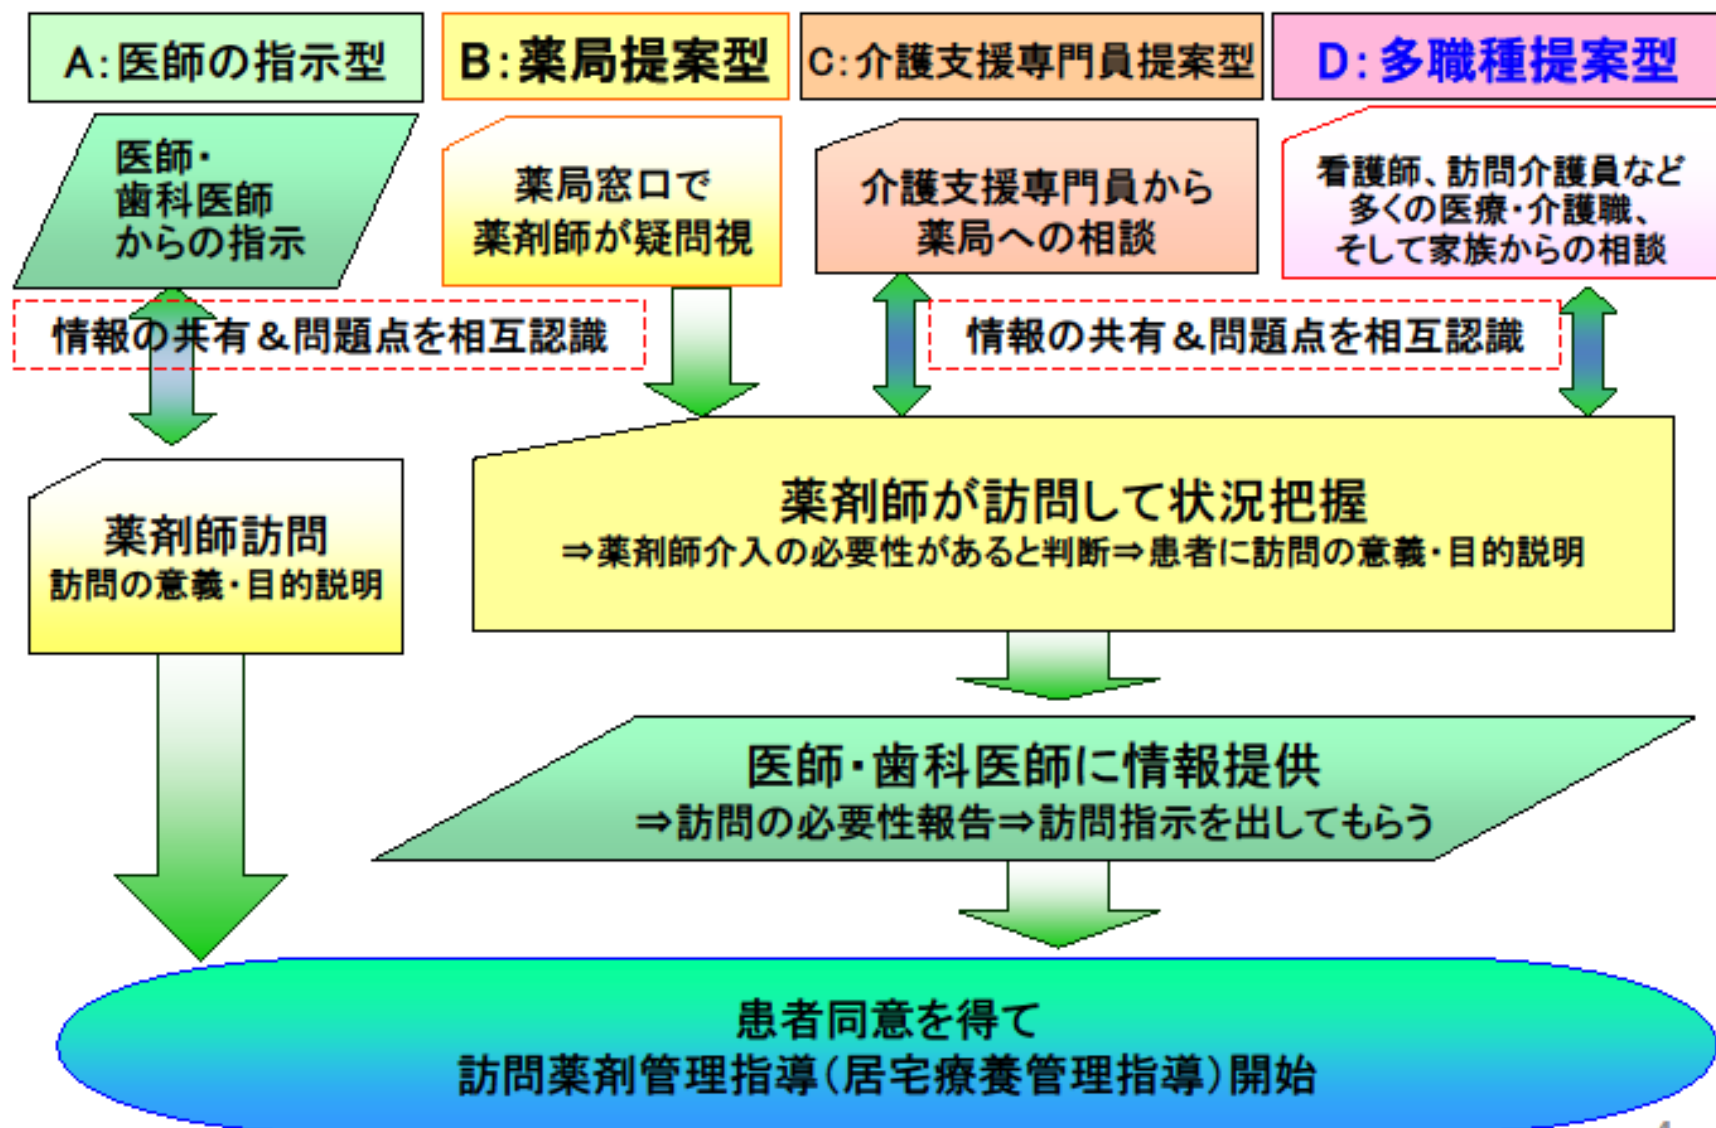 A：医師の指示型
B：薬局提案型
C：介護支援専門員提案型
D：多職種提案型
医師・
歯科医師
からの指示
薬局窓口で
薬剤師が疑問視
介護支援専門員から
薬局への相談
看護師、訪問介護員など
多くの医療・介護職、
そして家族からの相談
情報の共有＆問題点を相互認識
情報の共有＆問題点を相互認識
薬剤師訪問
訪問の意義・目的説明
薬剤師が訪問して状況把握
⇒薬剤師介入の必要性があると判断⇒患者に訪問の意義・目的説明
医師・歯科医師に情報提供
⇒訪問の必要性報告⇒訪問指示を出してもらう
患者同意を得て
訪問薬剤管理指導（居宅療養管理指導）開始